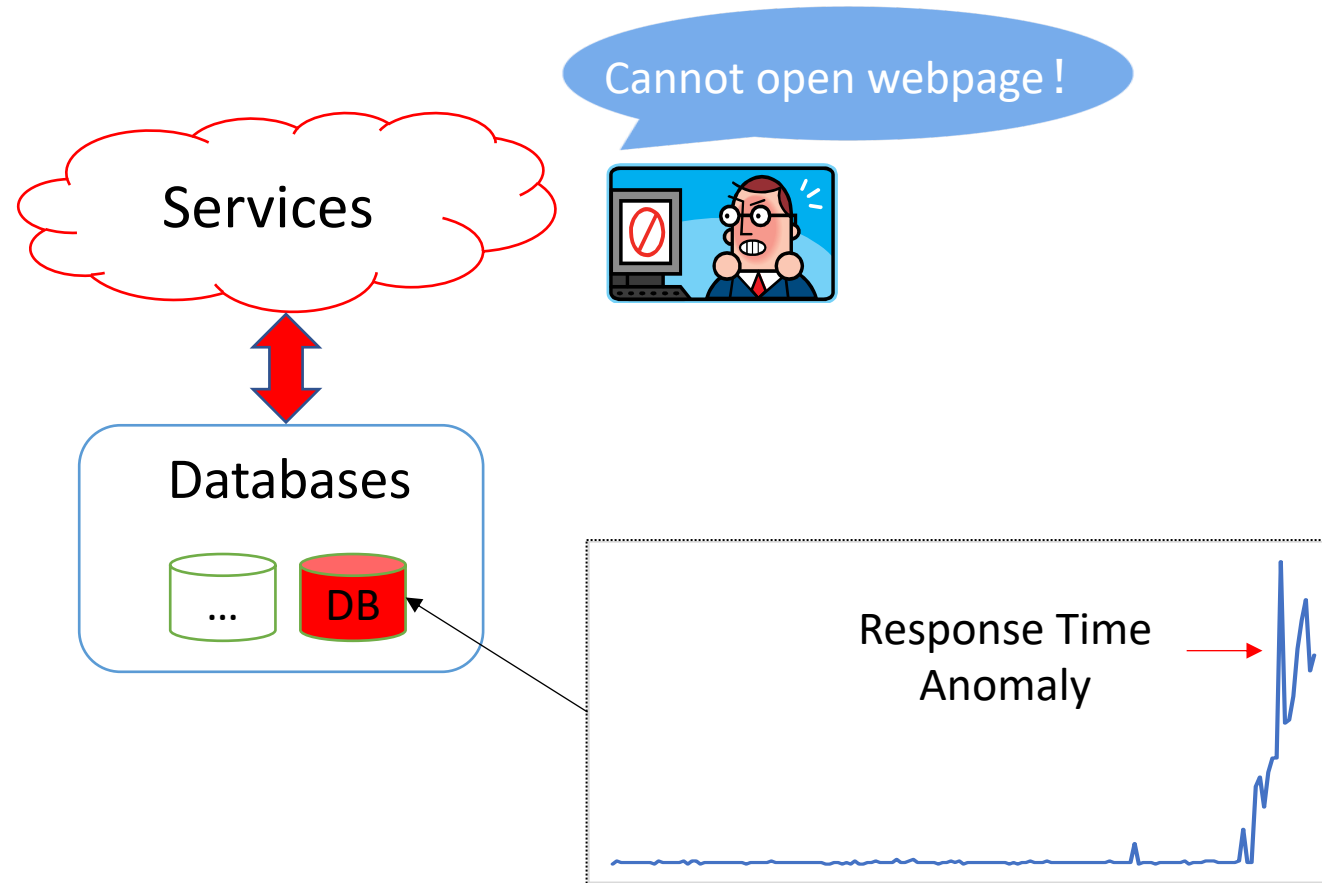 Cannot open webpage！
Services
Databases
...
DB
Response Time
Anomaly